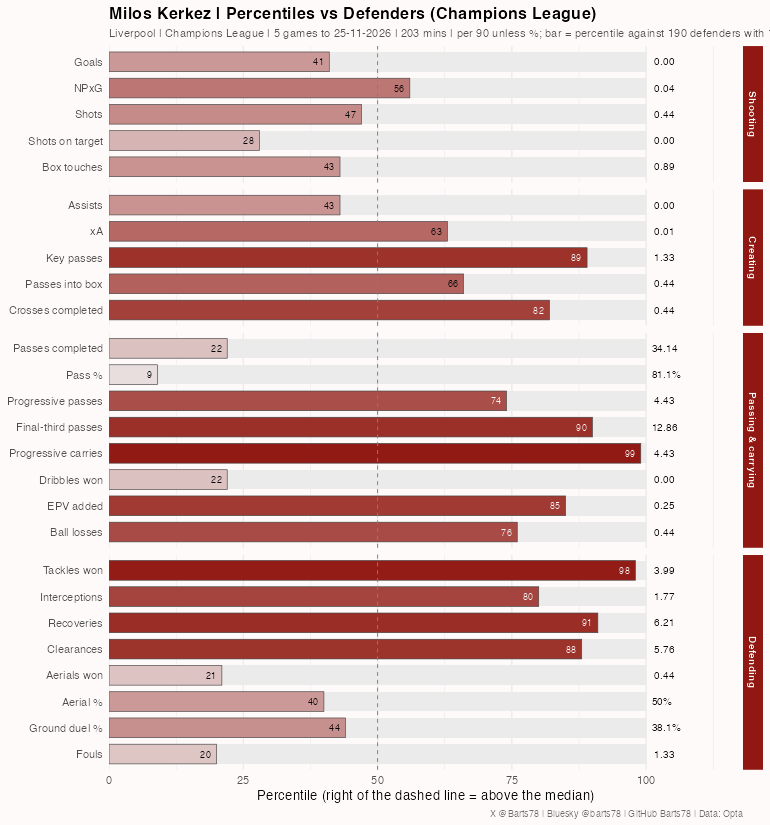 Milos Kerkez | Percentiles vs Defenders (Champions League)
Liverpool | Champions League | 5 games to 25-11-2026 | 203 mins | per 90 unless %; bar = percentile against 190 defenders with
Goals 41 0.00
NPxG 56 0.04
Shots 47 0.44
Shots on target 28 0.00
Box touches 43 0.89
Shooting
Assists 43 0.00
xA 63 0.01
Key passes 89 1.33
Passes into box 66 0.44
Crosses completed 82 0.44
Creating
Passes completed 22 34.14
Pass % 9 81.1%
Progressive passes 74 4.43
Final-third passes 90 12.86
Progressive carries 99 4.43
Dribbles won 22 0.00
EPV added 85 0.25
Ball losses 76 0.44
Passing & carrying
Tackles won 98 3.99
Interceptions 80 1.77
Recoveries 91 6.21
Clearances 88 5.76
Aerials won 21 0.44
Aerial % 40 50%
Ground duel % 44 38.1%
Fouls 20 1.33
Defending
0 25 50 75 100
Percentile (right of the dashed line = above the median)
X @Barts78 | Bluesky @barts78 | GitHub Barts78 | Data: Opta